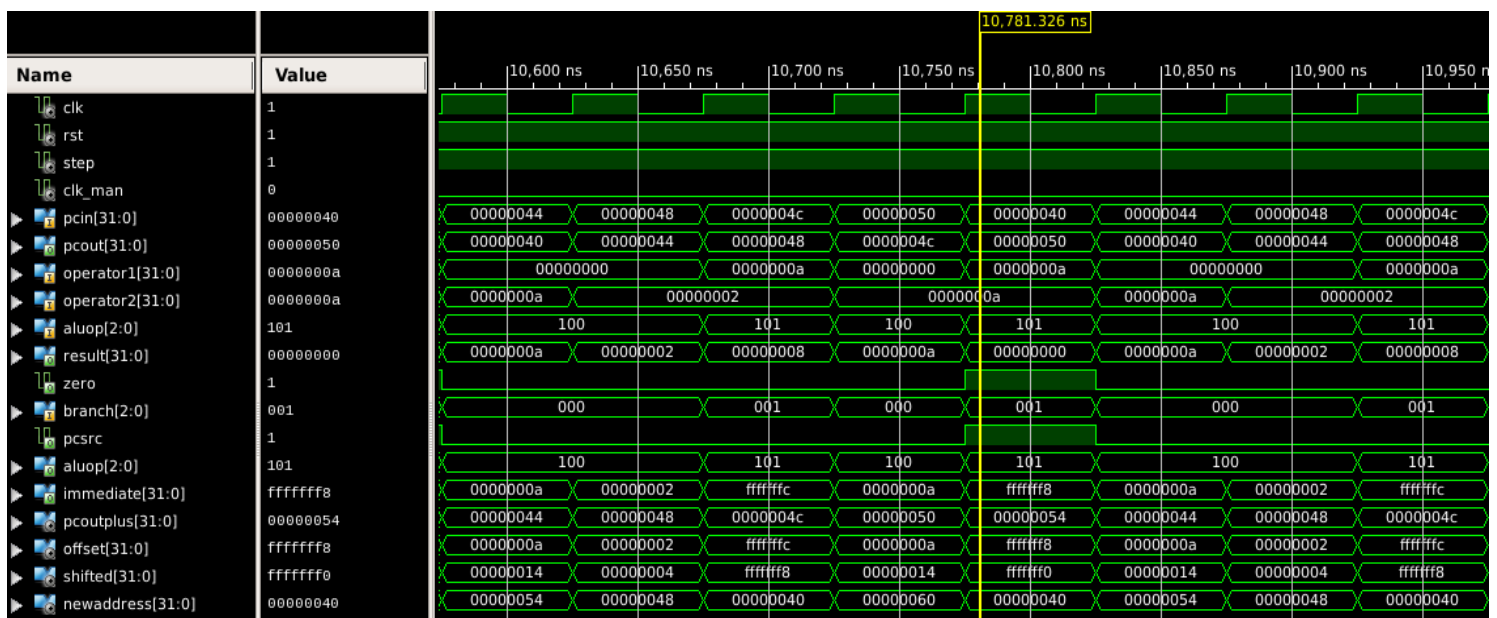 10,781.326 ns
Name Value 10,600 ns 10,650 ns 10,700 ns 10,750 ns 10,800 ns 10,850 ns 10,900 ns 10,950 n
clk 1
rst 1
step 1
clk_man 0
pcin[31:0] 00000040 00000044 00000048 0000004c 00000050 00000040 00000044 00000048 0000004c
pcout[31:0] 00000050 00000040 00000044 00000048 0000004c 00000050 00000040 00000044 00000048
operator1[31:0] 0000000a 00000000 0000000a 00000000 0000000a 00000000 0000000a
operator2[31:0] 0000000a 0000000a 00000002 0000000a 0000000a 00000002
aluop[2:0] 101 100 101 100 101 100 101
result[31:0] 00000000 0000000a 00000002 00000008 0000000a 00000000 0000000a 00000002 00000008
zero 1
branch[2:0] 001 000 001 000 001 000 001
pcsrc 1
aluop[2:0] 101 100 101 100 101 100 101
immediate[31:0] fffffff8 0000000a 00000002 fffffffc 0000000a fffffff8 0000000a 00000002 fffffffc
pcoutplus[31:0] 00000054 00000044 00000048 0000004c 00000050 00000054 00000044 00000048 0000004c
offset[31:0] fffffff8 0000000a 00000002 fffffffc 0000000a fffffff8 0000000a 00000002 fffffffc
shifted[31:0] fffffff0 00000014 00000004 fffffff8 00000014 fffffff0 00000014 00000004 fffffff8
newaddress[31:0] 00000040 00000054 00000048 00000040 00000060 00000040 00000054 00000048 00000040